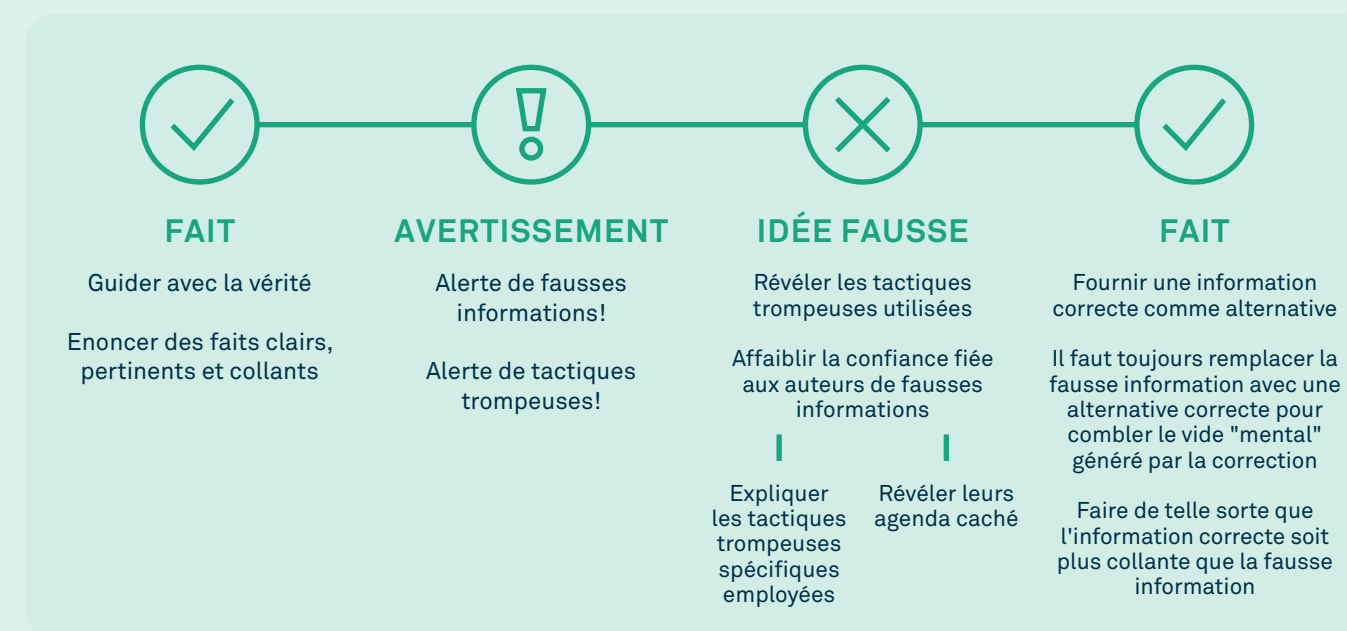 FAIT
Guider avec la vérité
Enoncer des faits clairs,
pertinents et collants
AVERTISSEMENT
Alerte de fausses
informations!
Alerte de tactiques
trompeuses!
IDÉE FAUSSE
Révéler les tactiques
trompeuses utilisées
Affaiblir la confiance fiée
aux auteurs de fausses
informations
Expliquer
les tactiques
trompeuses
spécifiques
employées
Révéler leurs
agenda caché
FAIT
Fournir une information
correcte comme alternative
Il faut toujours remplacer la
fausse information avec une
alternative correcte pour
combler le vide "mental"
généré par la correction
Faire de telle sorte que
l'information correcte soit
plus collante que la fausse
information